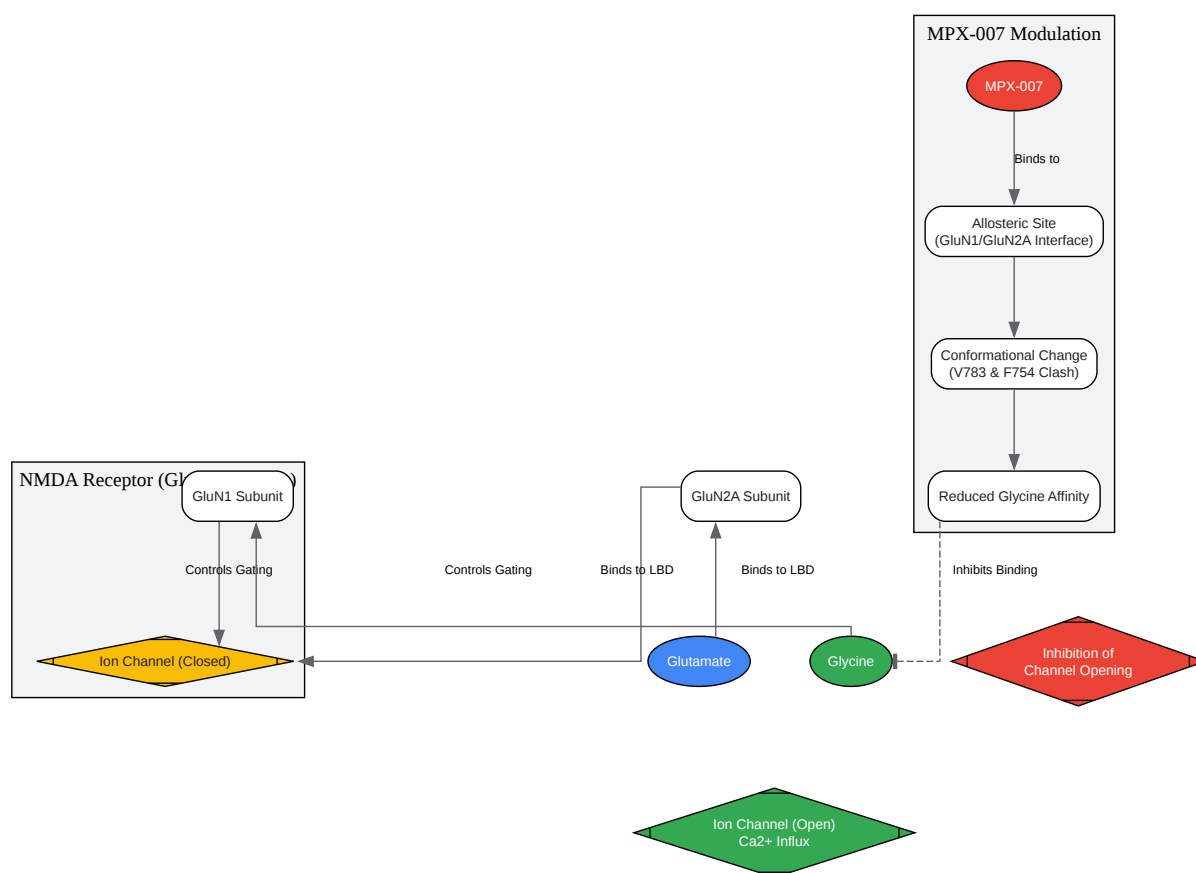 MPX-007 Modulation
MPX-007
Binds to
Allosteric Site
(GluN1/GluN2A Interface)
Conformational Change
(V783 & F754 Clash)
NMDA Receptor (Gl )
GluN1 Subunit
GluN2A Subunit
Reduced Glycine Affinity
Controls Gating
Controls Gating
Binds to LBD
Binds to LBD
Inhibits Binding
Ion Channel (Closed)
Glutamate
Glycine
Inhibition of
Channel Opening
Ion Channel (Open)
Ca2+ Influx